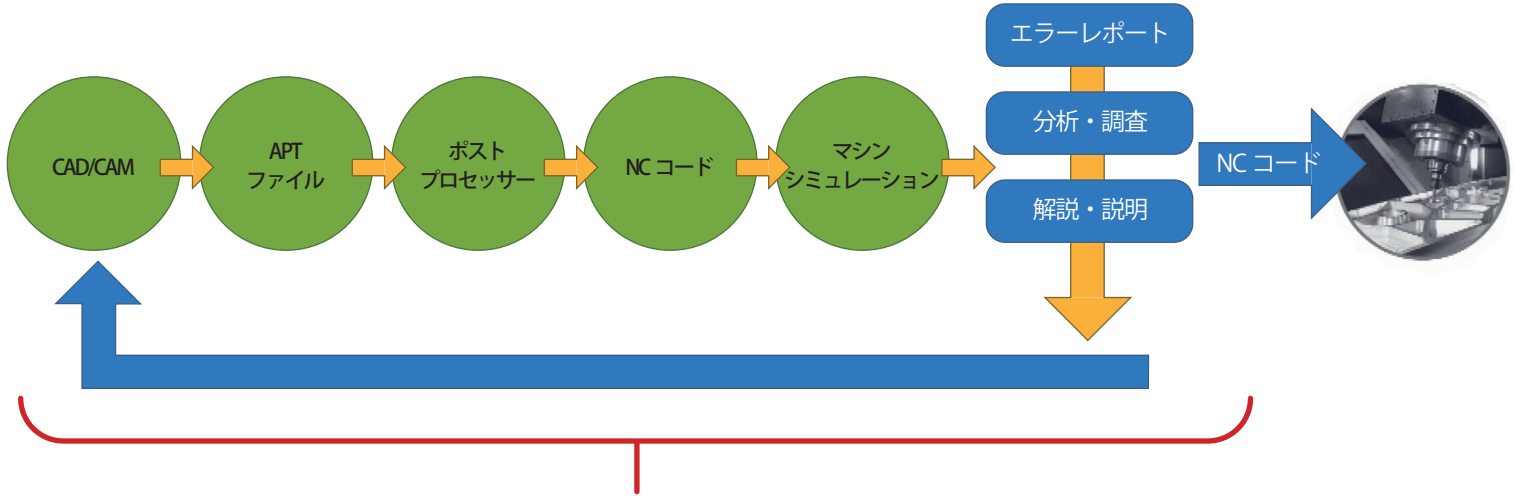 CAD/CAM
APT
ファイル
ポスト
プロセッサー
NC コード
マシン
シミュレーション
エラーレポート
分析・調査
解説・説明
NC コード